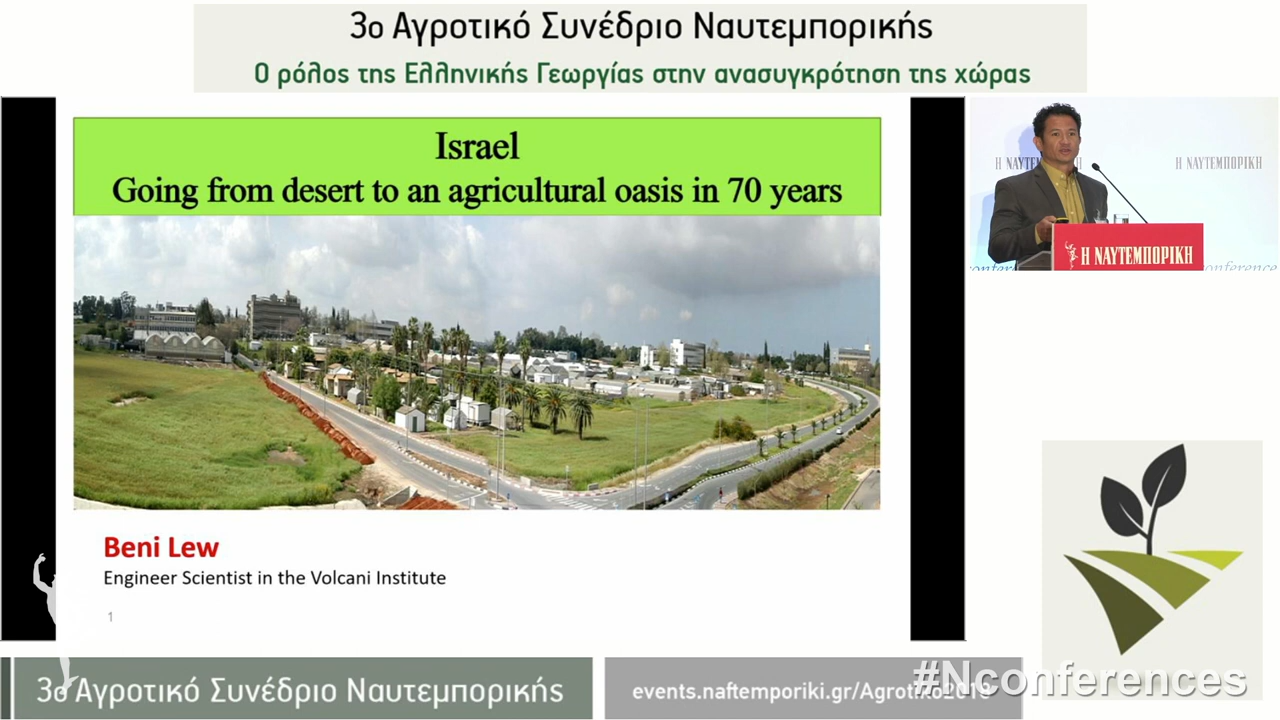 3ο Αγροτικό Συνέδριο Ναυτεμπορικής
Ο ρόλος της Ελληνικής Γεωργίας στην ανασυγκρότηση της χώρας
Israel
Going from desert to an agricultural oasis in 70 years
Η ΝΑΥΤΕΜΠΟΡΙΚΗ
Η ΝΑΥΤΕΜΠΟΡΙΚΗ
onference
Beni Lew
Engineer Scientist in the Volcani Institute
1
3ο Αγροτικό Συνέδριο Ναυτεμπορικής
events.naftemporiki.gr/Agrotiko2018
#Nconferences